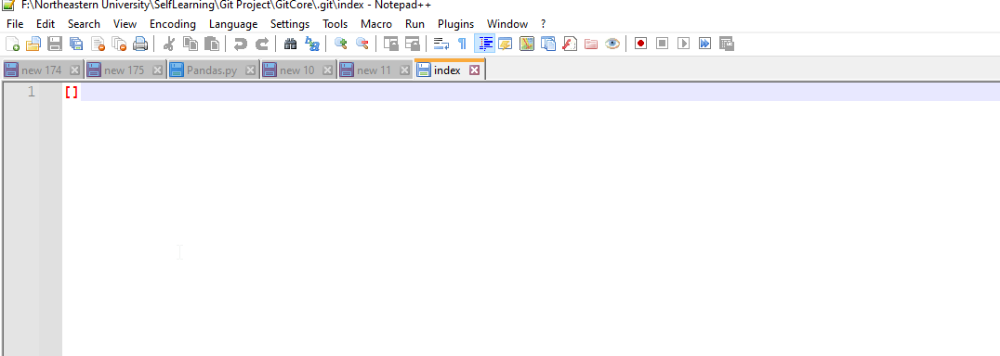 F:\Northeastern University\SelfLearning\Git Project\GitCore\.git\index - Notepad++
File Edit Search View Encoding Language Settings Tools Macro Run Plugins Window ?
new 174 new 175 Pandas.py new 10 new 11 index
1 []